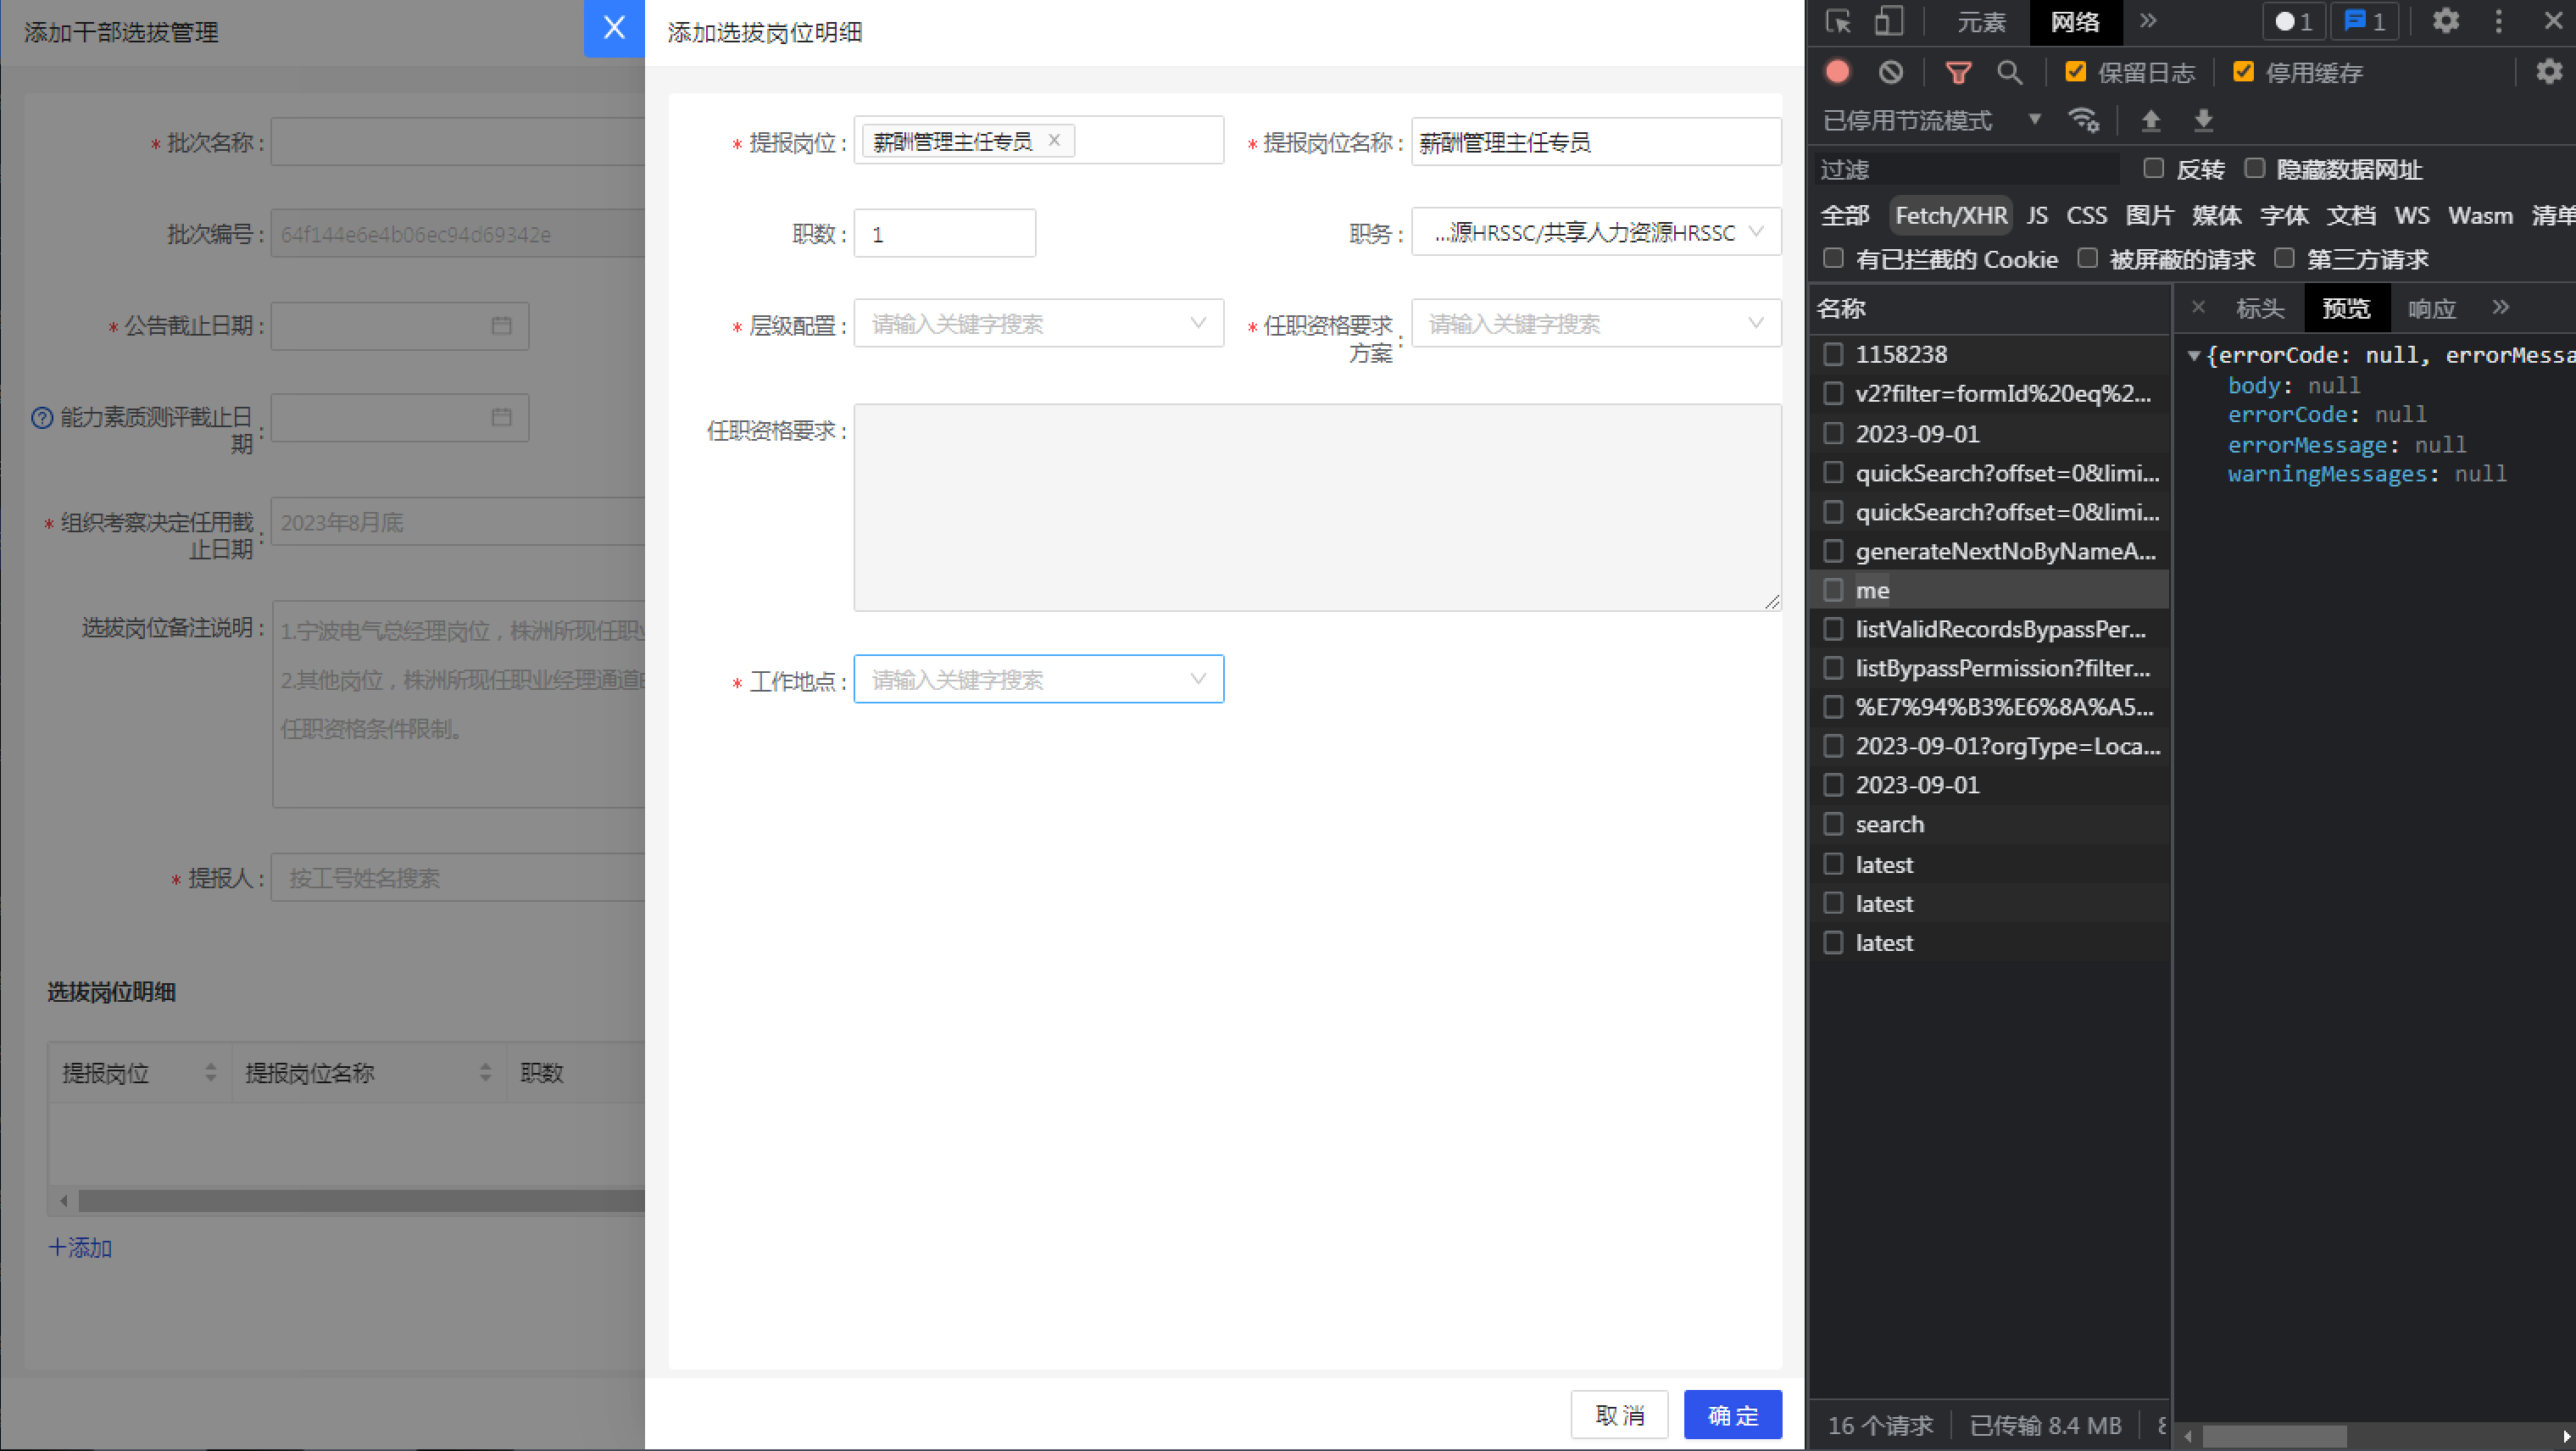 添加干部选拔管理
* 批次名称 :
批次编号 : 64f144e6e4b06ec94d69342e
* 公告截止日期 :
能力素质测评截止日期 :
* 组织考察决定任用截止日期 : 2023年8月底
选拔岗位备注说明 : 1.宁波电气总经理岗位，株洲所现任职
2.其他岗位，株洲所现任职业经理通道
任职资格条件限制。
* 提报人 : 按工号姓名搜索
选拔岗位明细
提报岗位 提报岗位名称 职数
+添加
添加选拔岗位明细
* 提报岗位 : 薪酬管理主任专员 ×
* 提报岗位名称 : 薪酬管理主任专员
职数 : 1
职务 : ...源HRSSC/共享人力资源HRSSC
* 层级配置 : 请输入关键字搜索
* 任职资格要求方案 : 请输入关键字搜索
任职资格要求 :
* 工作地点 : 请输入关键字搜索
取 消 确 定
元素 网络 » 1 1
保留日志 停用缓存
已停用节流模式
过滤 反转 隐藏数据网址
全部 Fetch/XHR JS CSS 图片 媒体 字体 文档 WS Wasm 清单
有已拦截的 Cookie 被屏蔽的请求 第三方请求
名称
1158238
v2?filter=formId%20eq%2...
2023-09-01
quickSearch?offset=0&limi...
quickSearch?offset=0&limi...
generateNextNoByNameA...
me
listValidRecordsBypassPer...
listBypassPermission?filter...
%E7%94%B3%E6%8A%A5...
2023-09-01?orgType=Loca...
2023-09-01
search
latest
latest
latest
16 个请求 已传输 8.4 MB
× 标头 预览 响应 »
{errorCode: null, errorMessa
body: null
errorCode: null
errorMessage: null
warningMessages: null